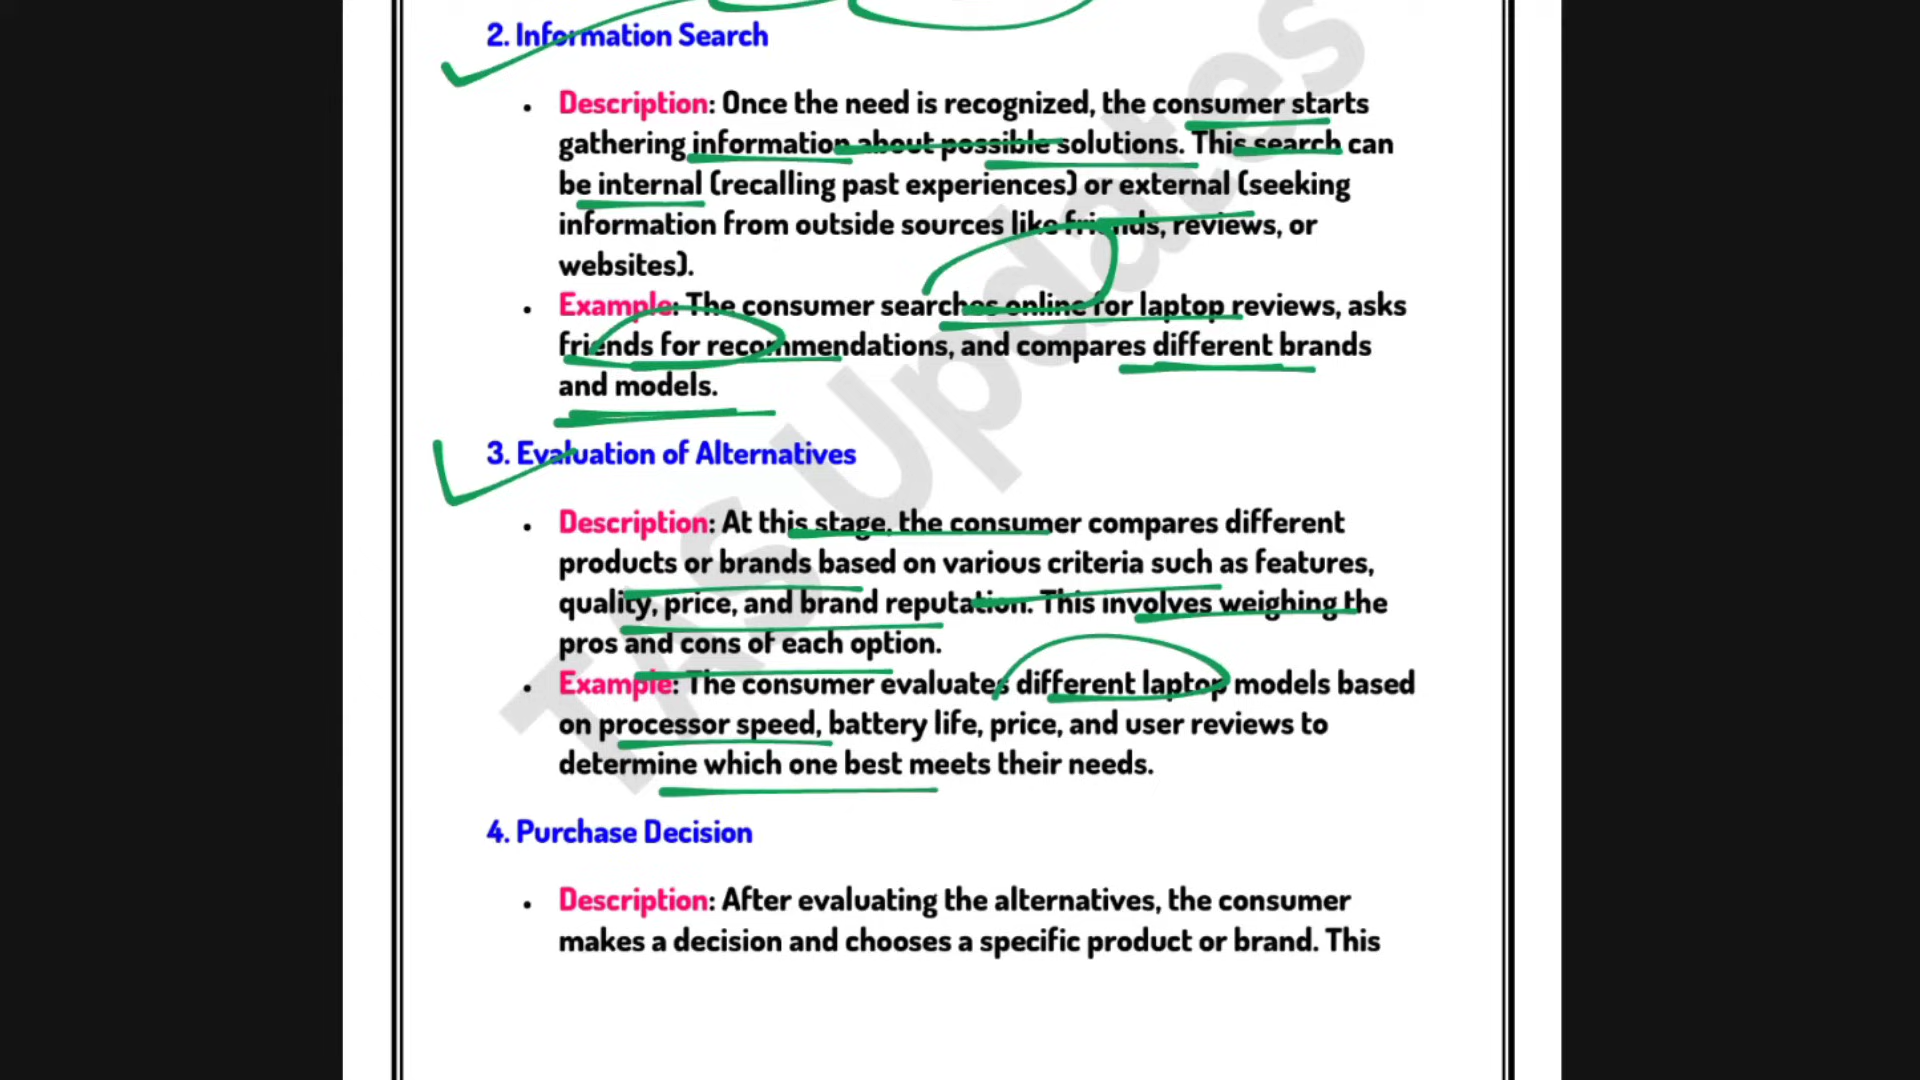 2. Information Search
• Description: Once the need is recognized, the consumer starts
gathering information about possible solutions. This search can
be internal (recalling past experiences) or external (seeking
information from outside sources like friends, reviews, or
websites).
• Example: The consumer searches online for laptop reviews, asks
friends for recommendations, and compares different brands
and models.
3. Evaluation of Alternatives
• Description: At this stage, the consumer compares different
products or brands based on various criteria such as features,
quality, price, and brand reputation. This involves weighing the
pros and cons of each option.
• Example: The consumer evaluates different laptop models based
on processor speed, battery life, price, and user reviews to
determine which one best meets their needs.
4. Purchase Decision
• Description: After evaluating the alternatives, the consumer
makes a decision and chooses a specific product or brand. This
TAS Updates